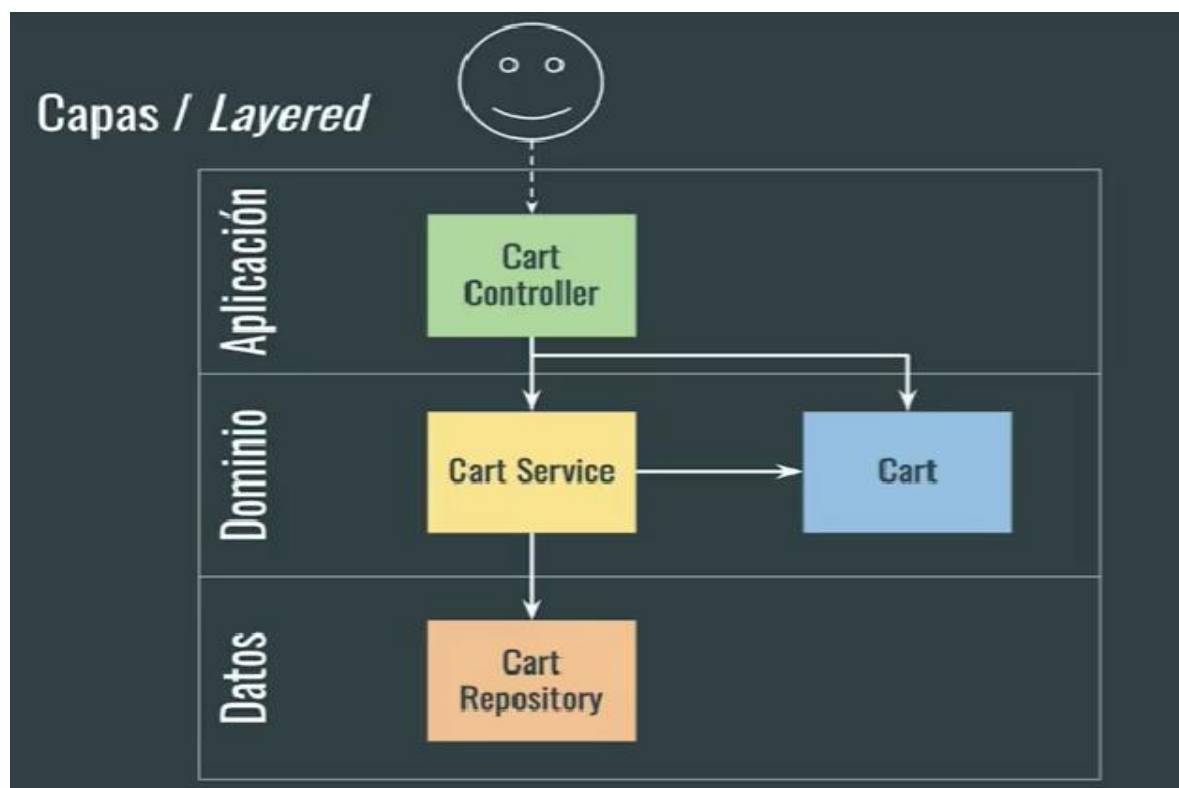 Capas / Layered
Aplicación
Cart
Controller
Dominio
Cart Service
Cart
Datos
Cart
Repository